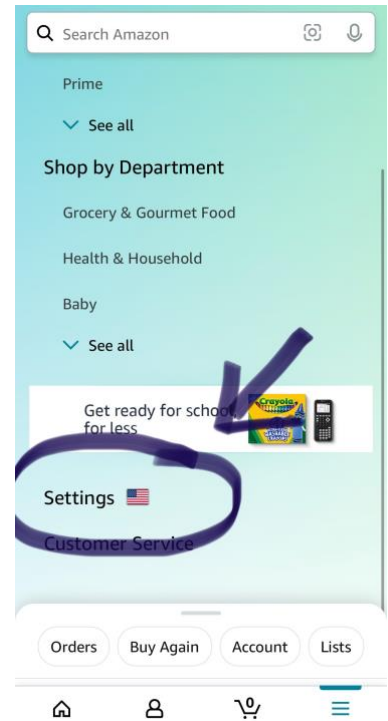 Search Amazon
Prime
See all
Shop by Department
Grocery & Gourmet Food
Health & Household
Baby
See all
Get ready for school
for less
Crayola
Settings
Customer Service
Orders
Buy Again
Account
Lists
0